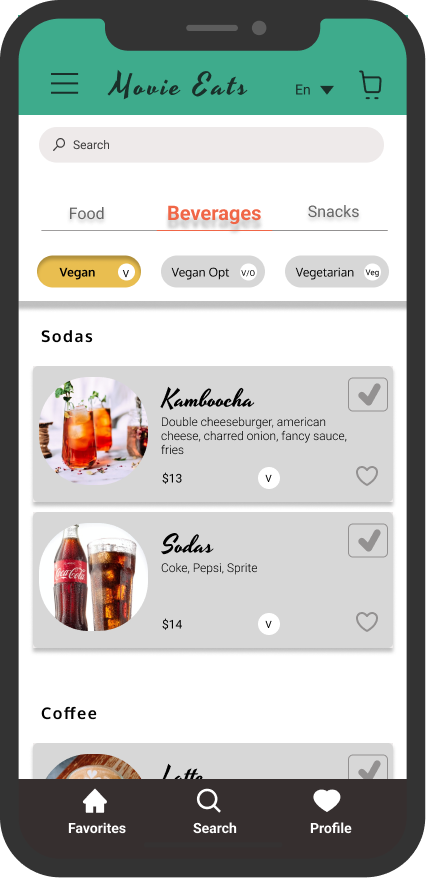 Movie Eats
En
Search
Food
Beverages
Snacks
Vegan V
Vegan Opt V/O
Vegetarian Veg
Sodas
Kamboocha
Double cheeseburger, american
cheese, charred onion, fancy sauce,
fries
$13
V
Coca-Cola
Sodas
Coke, Pepsi, Sprite
$14
V
Coffee
Latte
Favorites
Search
Profile